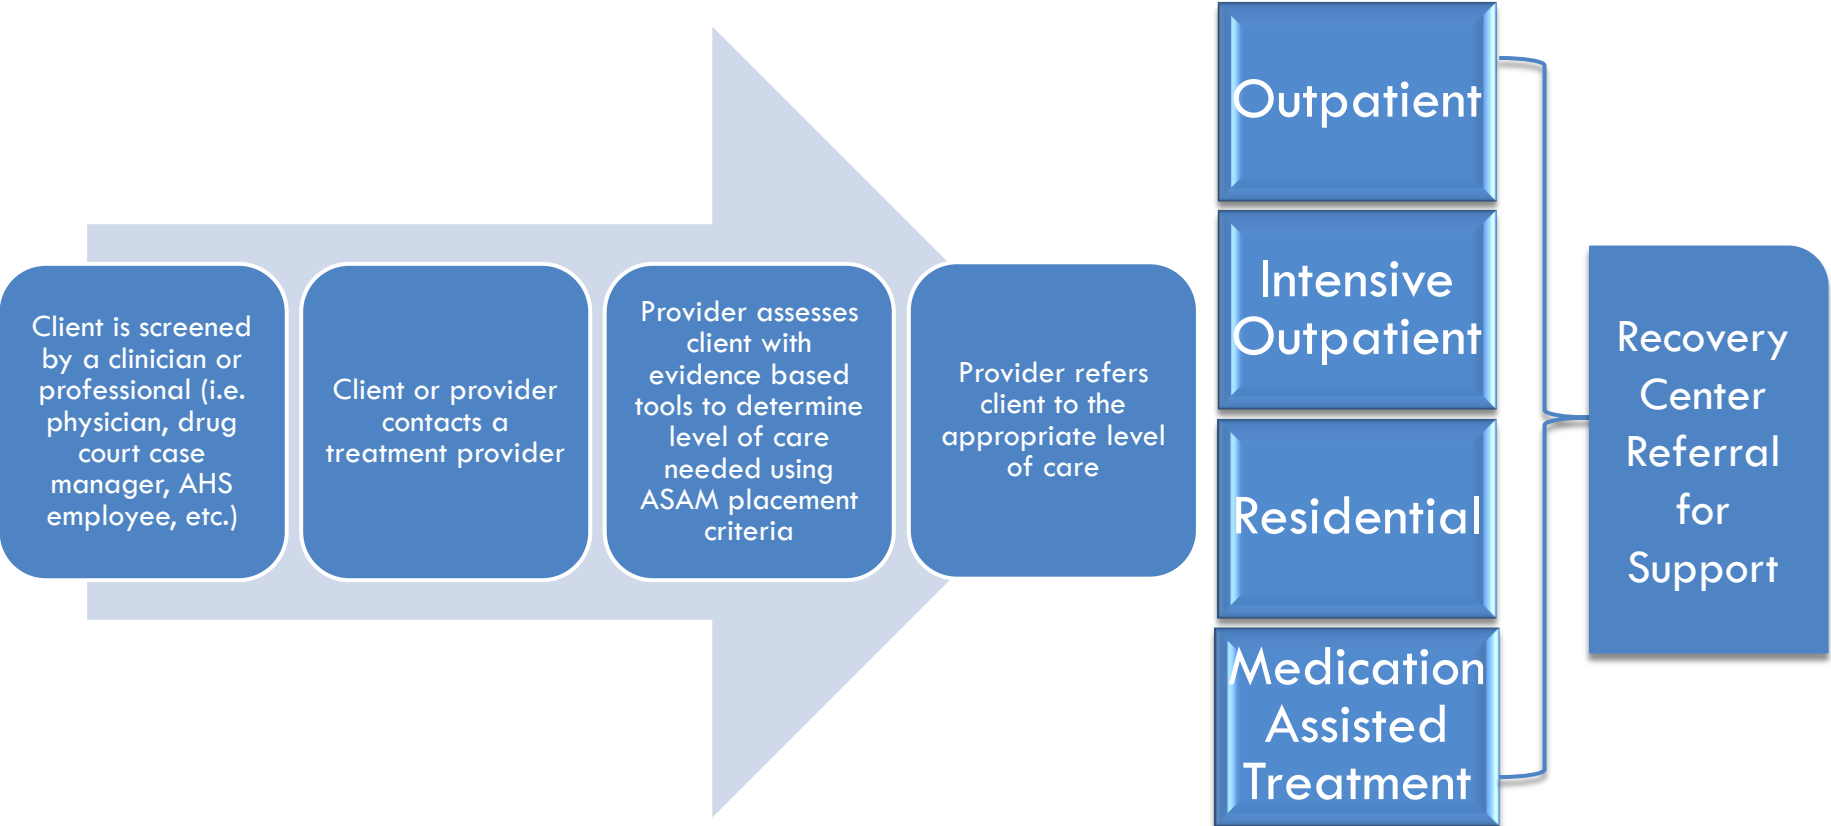 Client is screened
by a clinician or
professional (i.e.
physician, drug
court case
manager, AHS
employee, etc.)
Client or provider
contacts a
treatment provider
Provider assesses
client with
evidence based
tools to determine
level of care
needed using
ASAM placement
criteria
Provider refers
client to the
appropriate level
of care
Outpatient
Intensive
Outpatient
Residential
Medication
Assisted
Treatment
Recovery
Center
Referral
for
Support